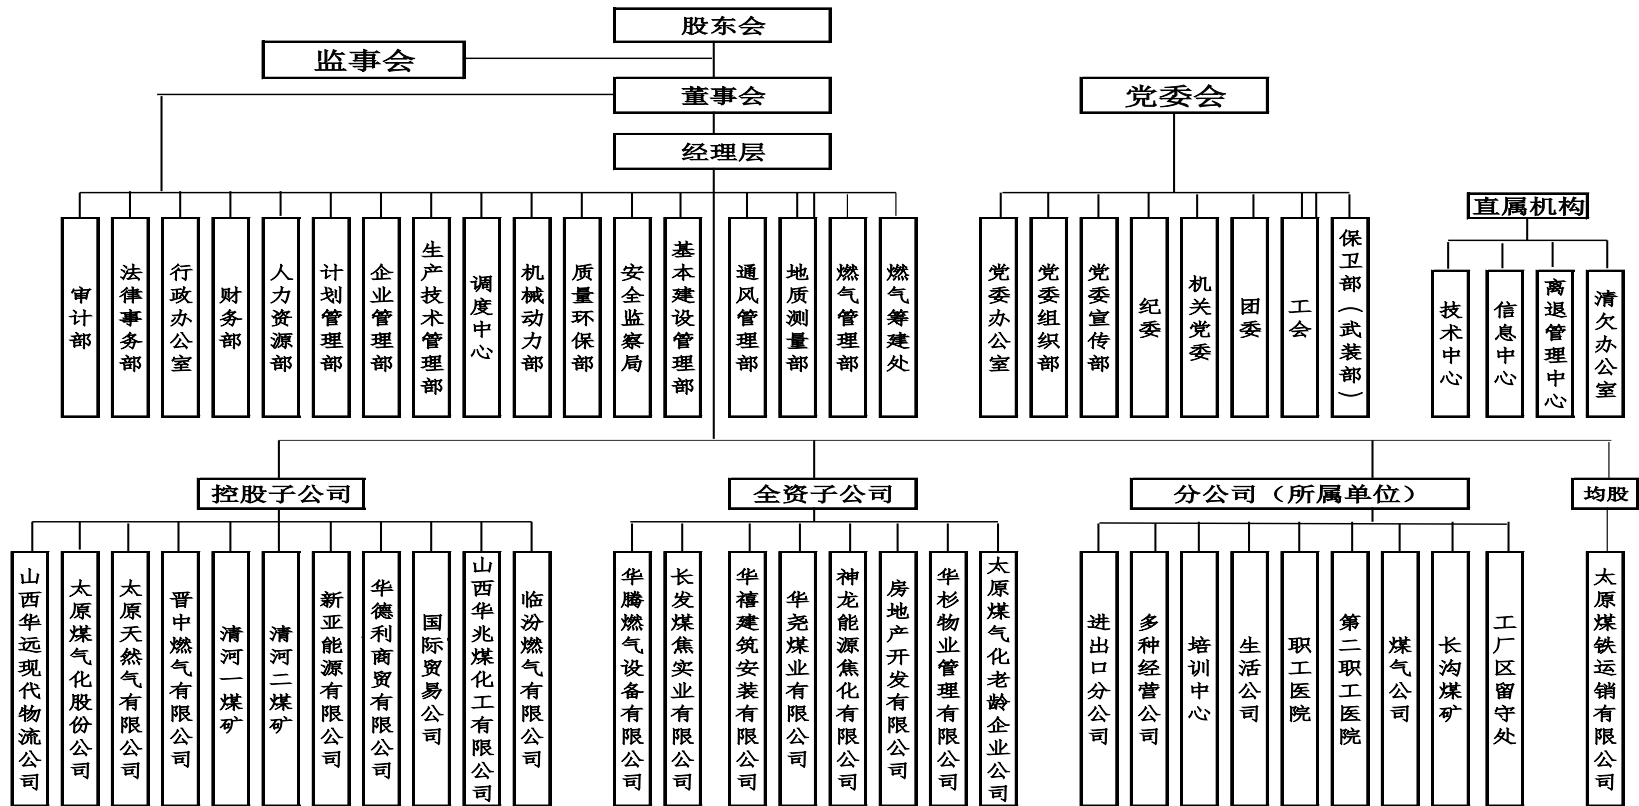 股东会
监事会
董事会
党委会
经理层
直属机构
审计部
法律事务部
行政办公室
财务部
人力资源部
计划管理部
企业管理部
生产技术管理部
调度中心
机械动力部
质量环保部
安全监察局
基本建设管理部
通风管理部
地质测量部
燃气管理部
燃气筹建处
党委办公室
党委组织部
党委宣传部
纪委
机关党委
团委
工会
保卫部（武装部）
技术中心
信息中心
离退管理中心
清欠办公室
控股子公司
全资子公司
分公司（所属单位）
均股
山西华远现代物流公司
太原煤气化股份公司
太原天然气有限公司
晋中燃气有限公司
清河一煤矿
清河二煤矿
新亚能源有限公司
华德利商贸有限公司
国际贸易公司
山西华兆煤化工有限公司
临汾燃气有限公司
华腾燃气设备有限公司
长发煤焦实业有限公司
华禧建筑安装有限公司
华尧煤业有限公司
神龙能源焦化有限公司
房地产开发有限公司
华杉物业管理有限公司
太原煤气化老龄企业公司
进出口分公司
多种经营公司
培训中心
生活公司
职工医院
第二职工医院
煤气公司
长沟煤矿
工厂区留守处
太原煤铁运销有限公司